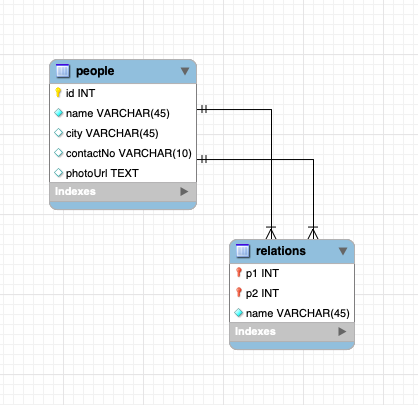 people
id INT
name VARCHAR(45)
city VARCHAR(45)
contactNo VARCHAR(10)
photoUrl TEXT
Indexes
relations
p1 INT
p2 INT
name VARCHAR(45)
Indexes